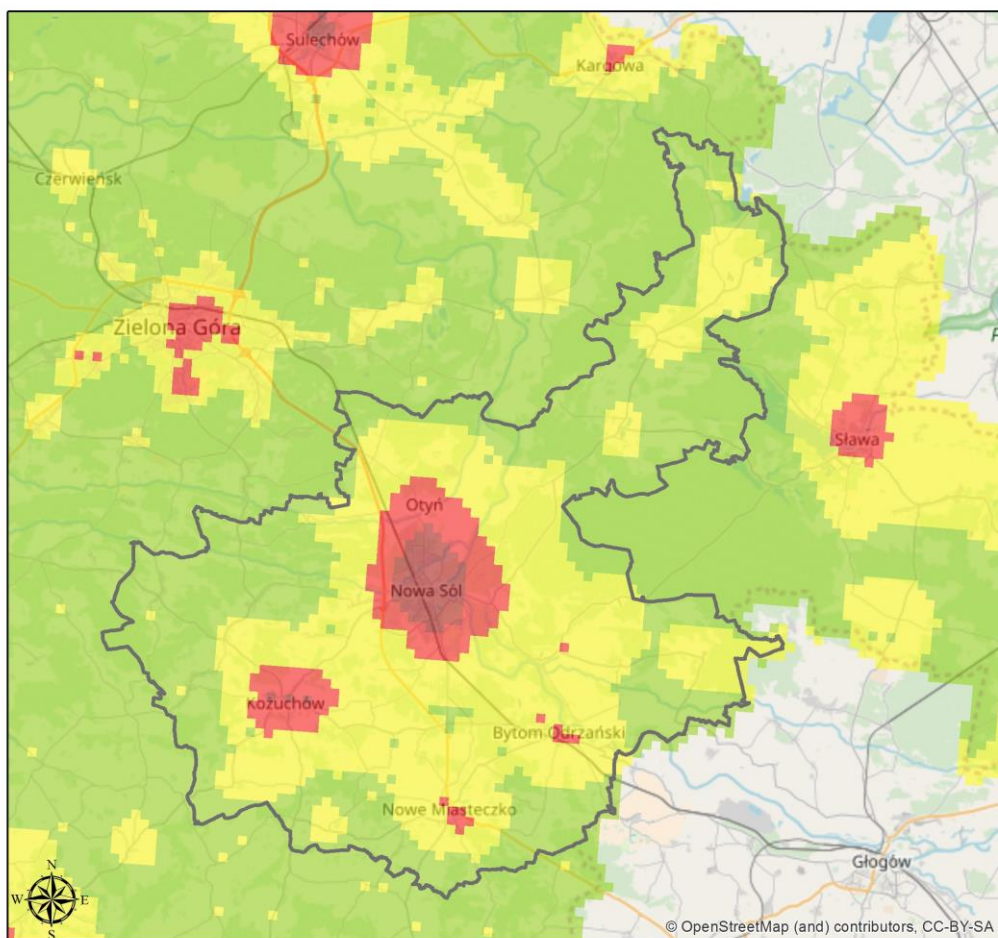 Sulechów
Kargowa
Czerwieńsk
Zielona Góra
Sława
Otyń
Nowa Sól
Kożuchów
Bytom Odrzański
Nowe Miasteczko
Głogów
N
W E
S
© OpenStreetMap (and) contributors, CC-BY-SA